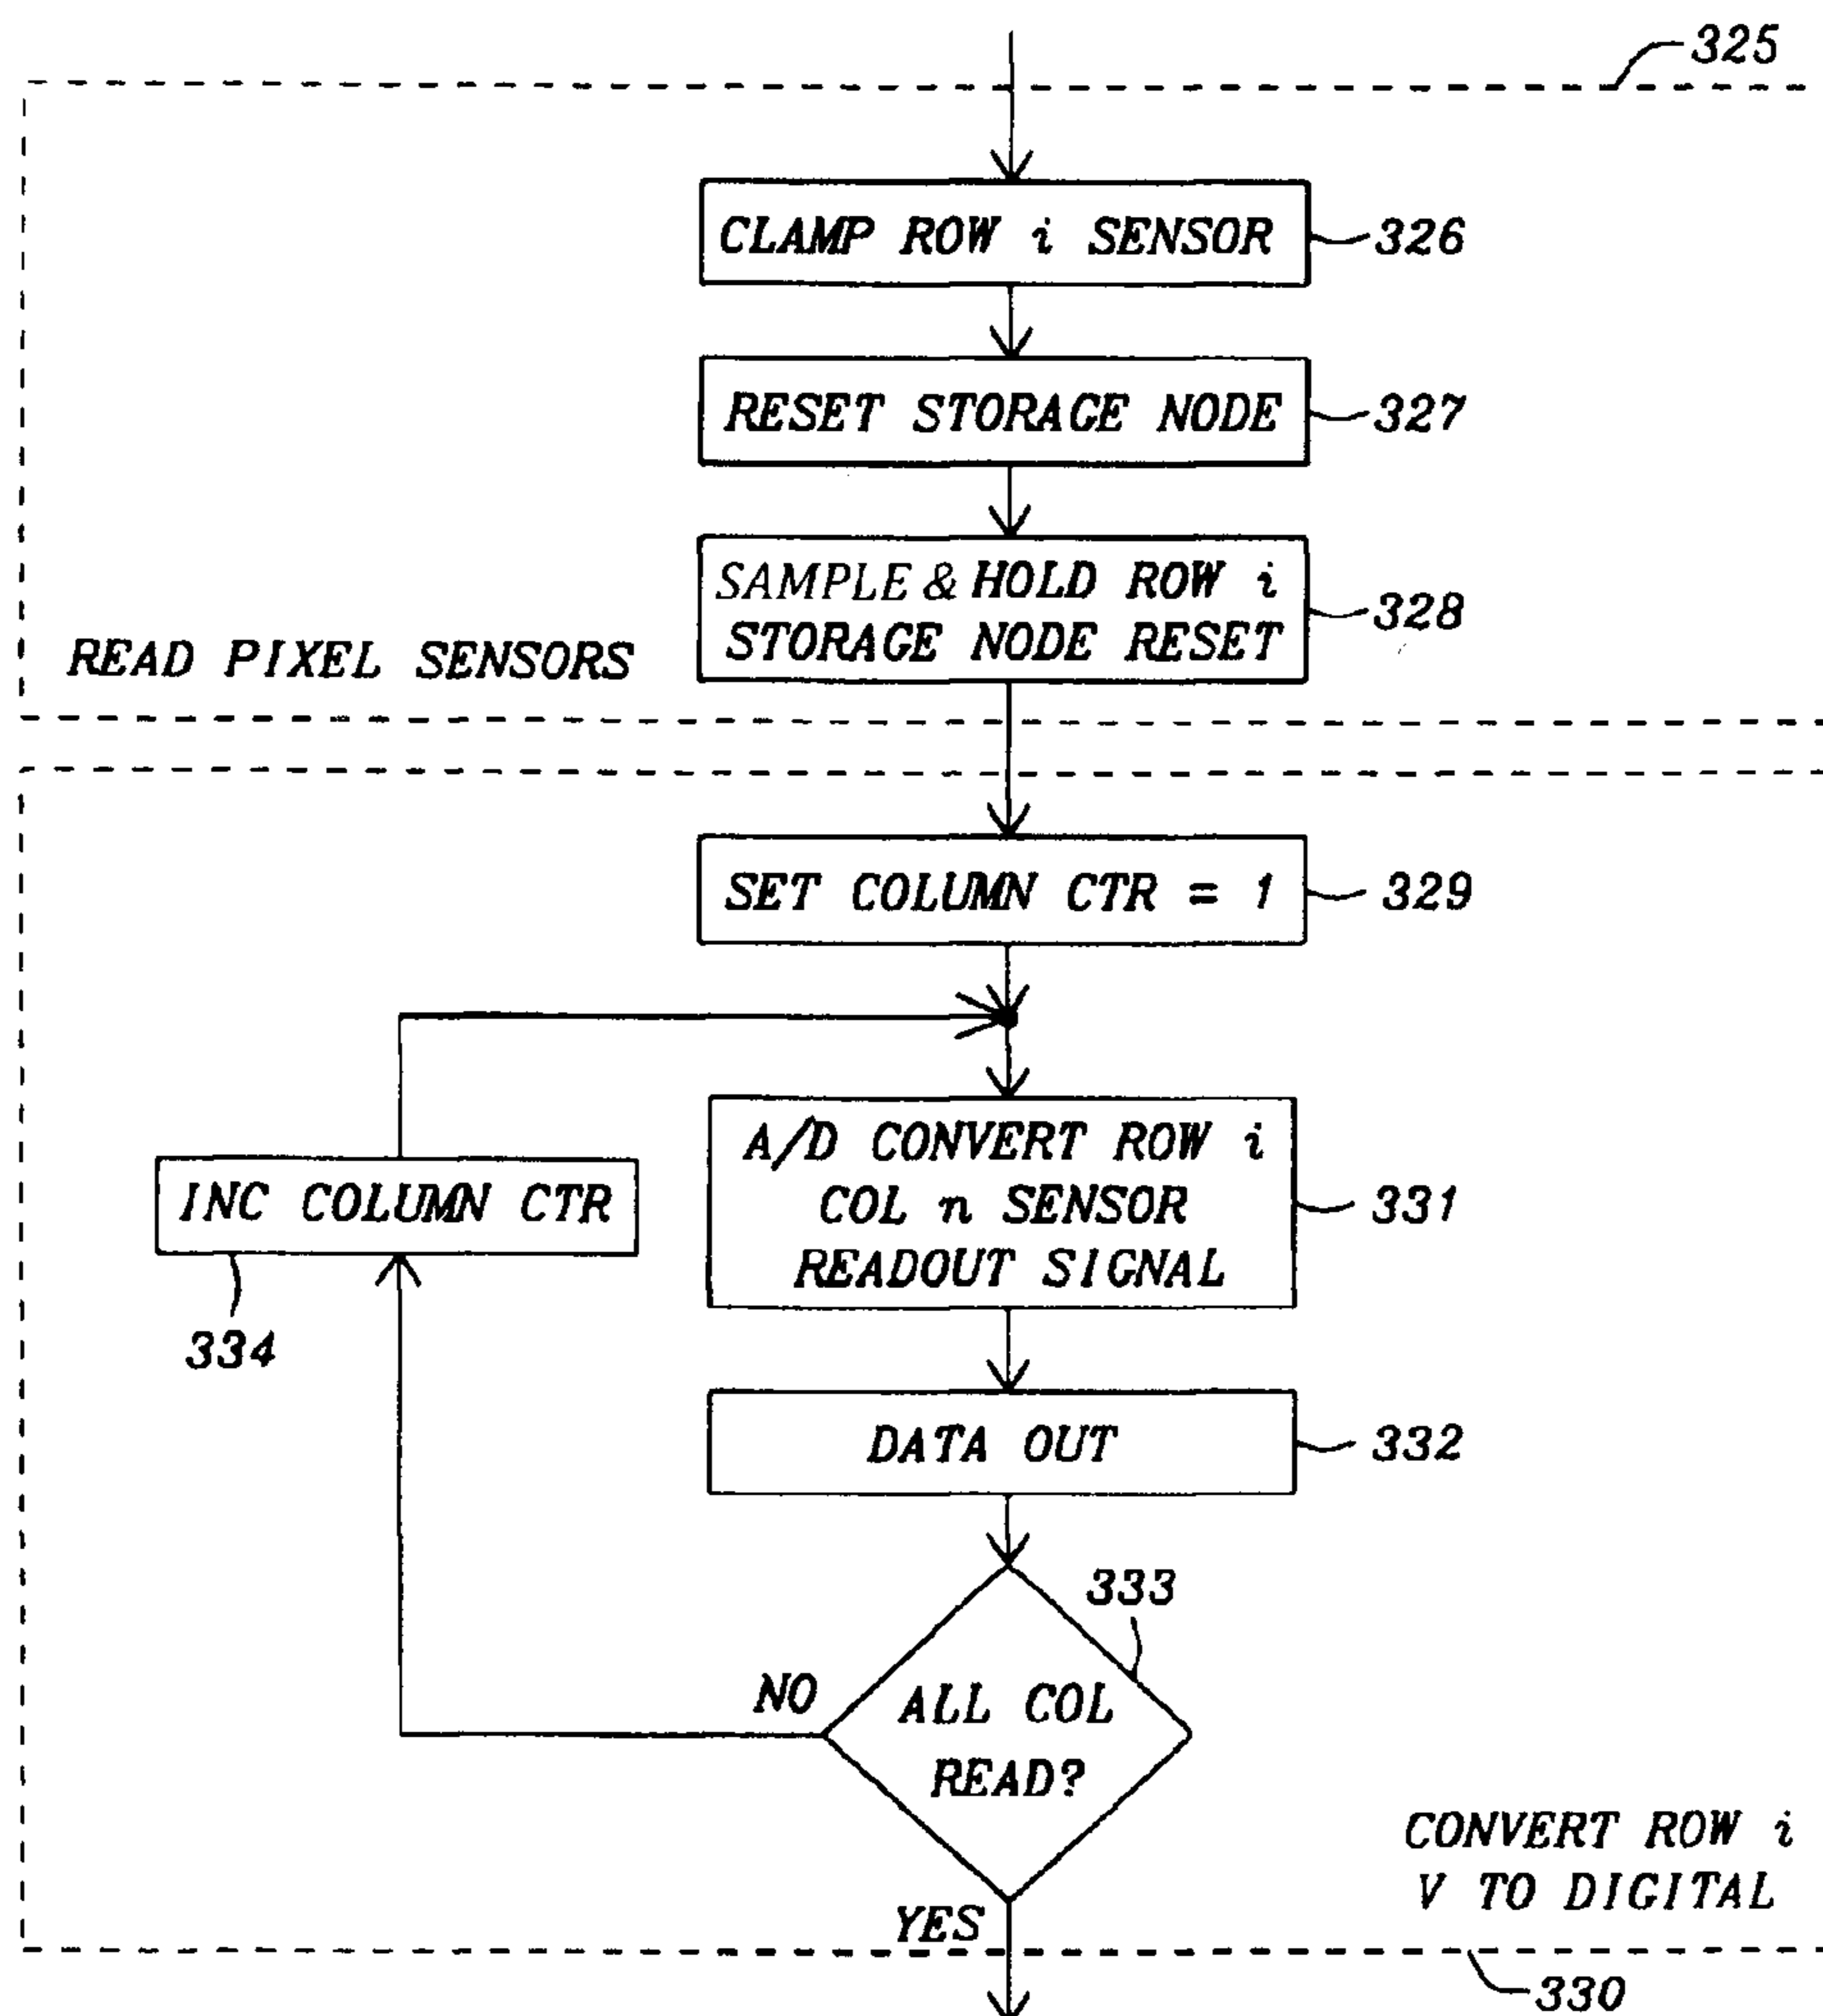 325
CLAMP ROW i SENSOR
326
RESET STORAGE NODE
327
SAMPLE & HOLD ROW i
STORAGE NODE RESET
328
READ PIXEL SENSORS
SET COLUMN CTR = 1
329
A/D CONVERT ROW i
COL n SENSOR
READOUT SIGNAL
331
INC COLUMN CTR
334
DATA OUT
332
333
NO
ALL COL
READ?
YES
CONVERT ROW i
V TO DIGITAL
330